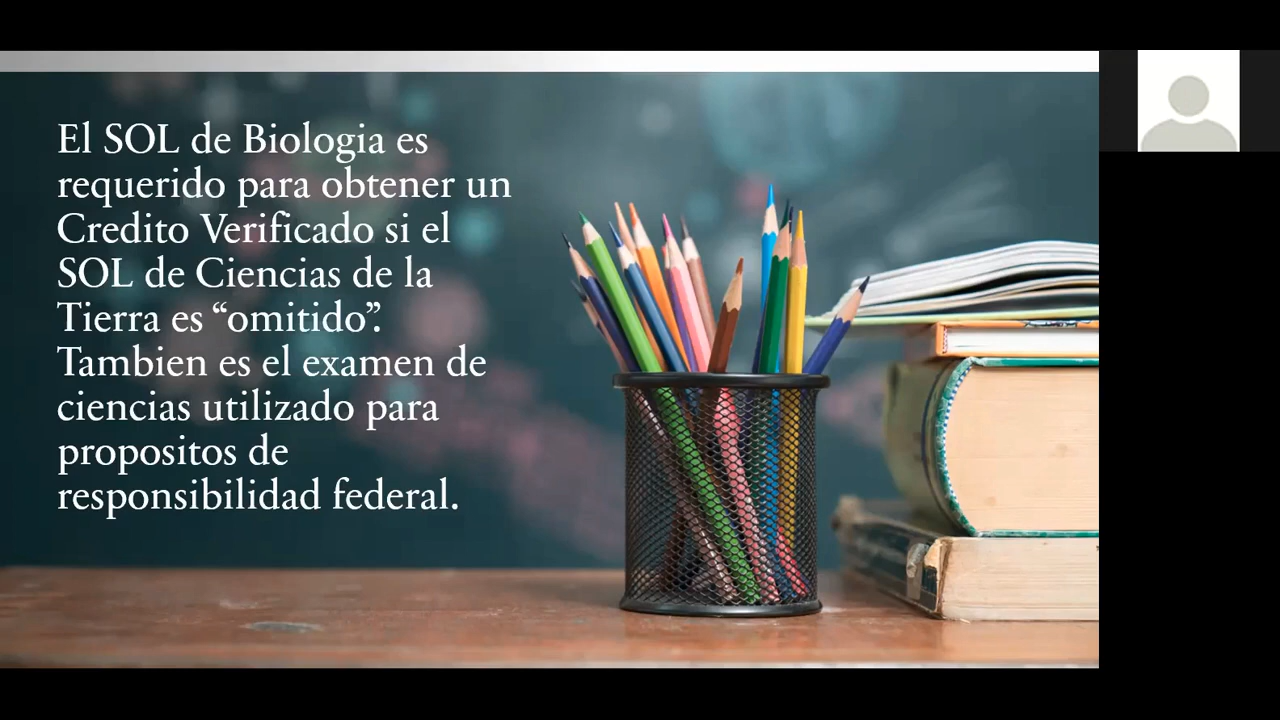 El SOL de Biologia es
requerido para obtener un
Credito Verificado si el
SOL de Ciencias de la
Tierra es “omitido”.
Tambien es el examen de
ciencias utilizado para
propositos de
responsibilidad federal.